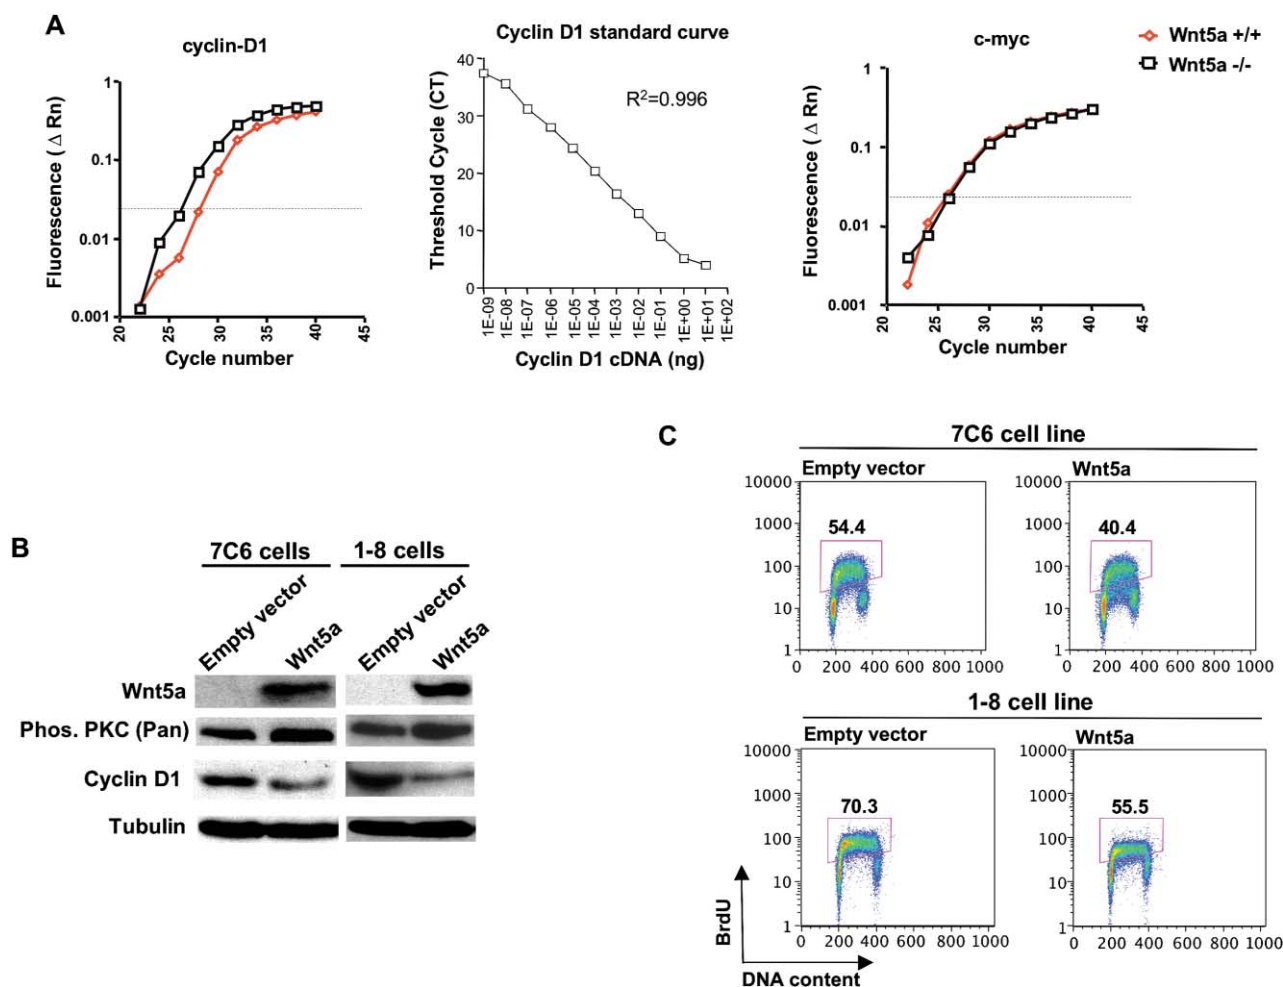 A
cyclin-D1
Fluorescence ( Δ Rn)
1
0.1
0.01
0.001
20 25 30 35 40 45
Cycle number
Cyclin D1 standard curve
Threshold Cycle (CT)
40
30
20
10
0
R²=0.996
1E-09 1E-08 1E-07 1E-06 1E-05 1E-04 1E-03 1E-02 1E-01 1E+00 1E+01 1E+02
Cyclin D1 cDNA (ng)
c-myc
Fluorescence ( Δ Rn)
1
0.1
0.01
0.001
20 25 30 35 40 45
Cycle number
Wnt5a +/+
Wnt5a -/-
B
7C6 cells 1-8 cells
Empty vector Wnt5a Empty vector Wnt5a
Wnt5a
Phos. PKC (Pan)
Cyclin D1
Tubulin
C
7C6 cell line
Empty vector
10000
1000
100
10
1
54.4
0 200 400 600 800 1000
Wnt5a
10000
1000
100
10
1
40.4
0 200 400 600 800 1000
1-8 cell line
Empty vector
10000
1000
100
10
1
70.3
0 200 400 600 800 1000
Wnt5a
10000
1000
100
10
1
55.5
0 200 400 600 800 1000
BrdU
DNA content